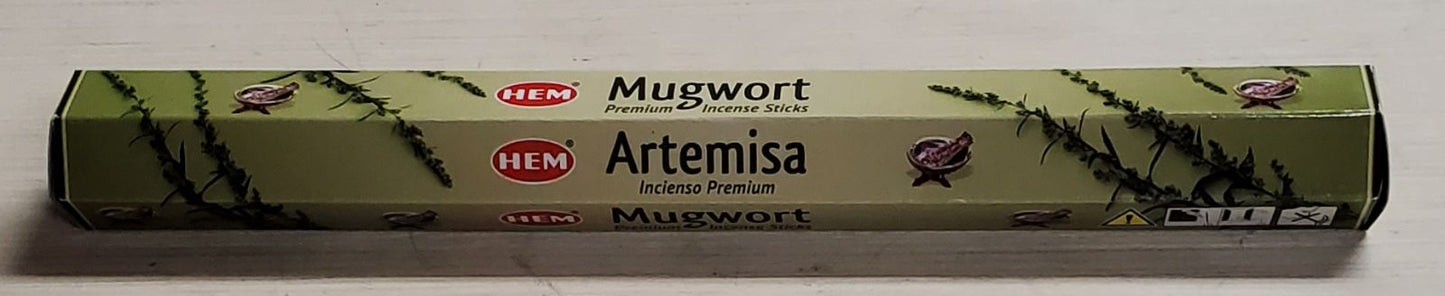 HEM® Mugwort
Premium Incense Sticks
HEM® Artemisa
Incienso Premium
HEM Mugwort
Premium Incense Sticks